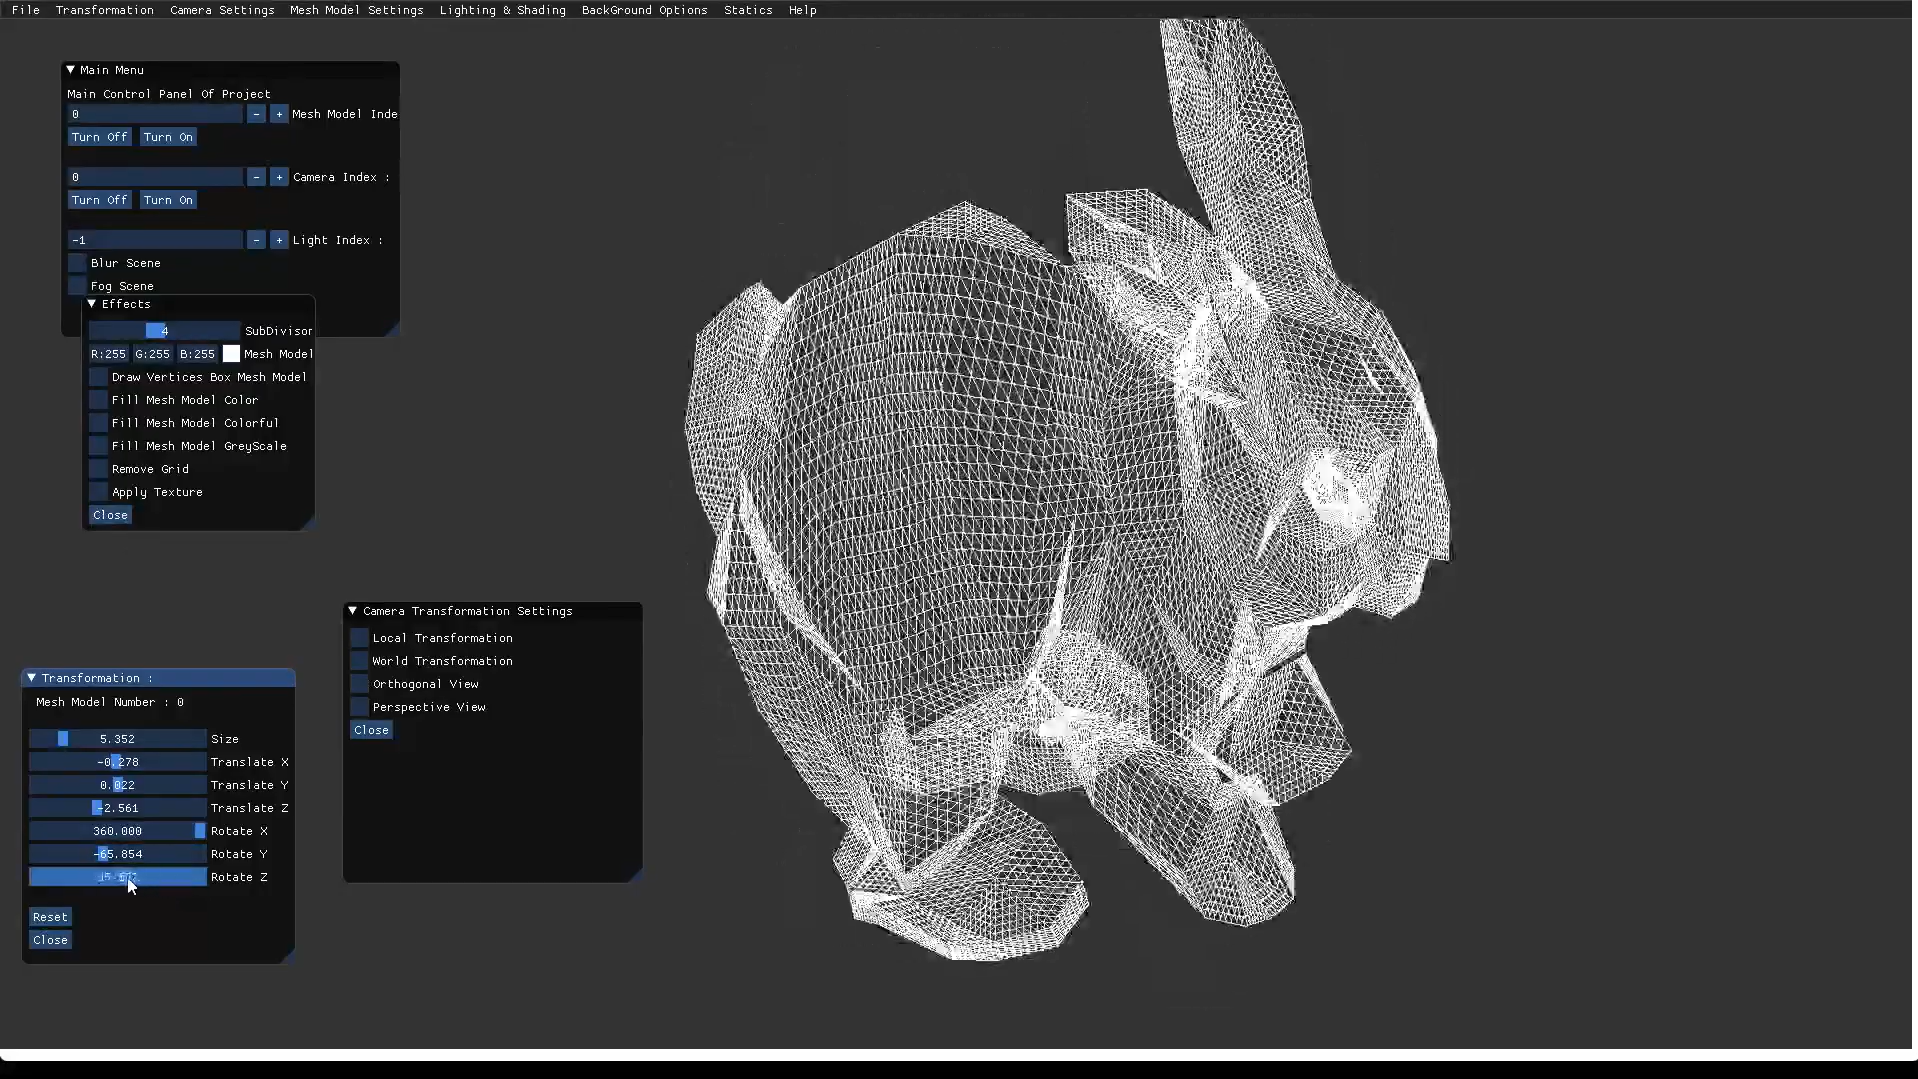 File Transformation Camera Settings Mesh Model Settings Lighting & Shading BackGround Options Statics Help
Main Menu
Main Control Panel Of Project
0 - + Mesh Model Inde
Turn Off Turn On
0 - + Camera Index :
Turn Off Turn On
-1 - + Light Index :
Blur Scene
Fog Scene
Effects
4 SubDivisor
R:255 G:255 B:255 Mesh Model
Draw Vertices Box Mesh Model
Fill Mesh Model Color
Fill Mesh Model Colorful
Fill Mesh Model GreyScale
Remove Grid
Apply Texture
Close
Camera Transformation Settings
Local Transformation
World Transformation
Orthogonal View
Perspective View
Close
Transformation :
Mesh Model Number : 0
5.352 Size
-0.278 Translate X
0.022 Translate Y
-2.561 Translate Z
360.000 Rotate X
-65.854 Rotate Y
Rotate Z
Reset
Close